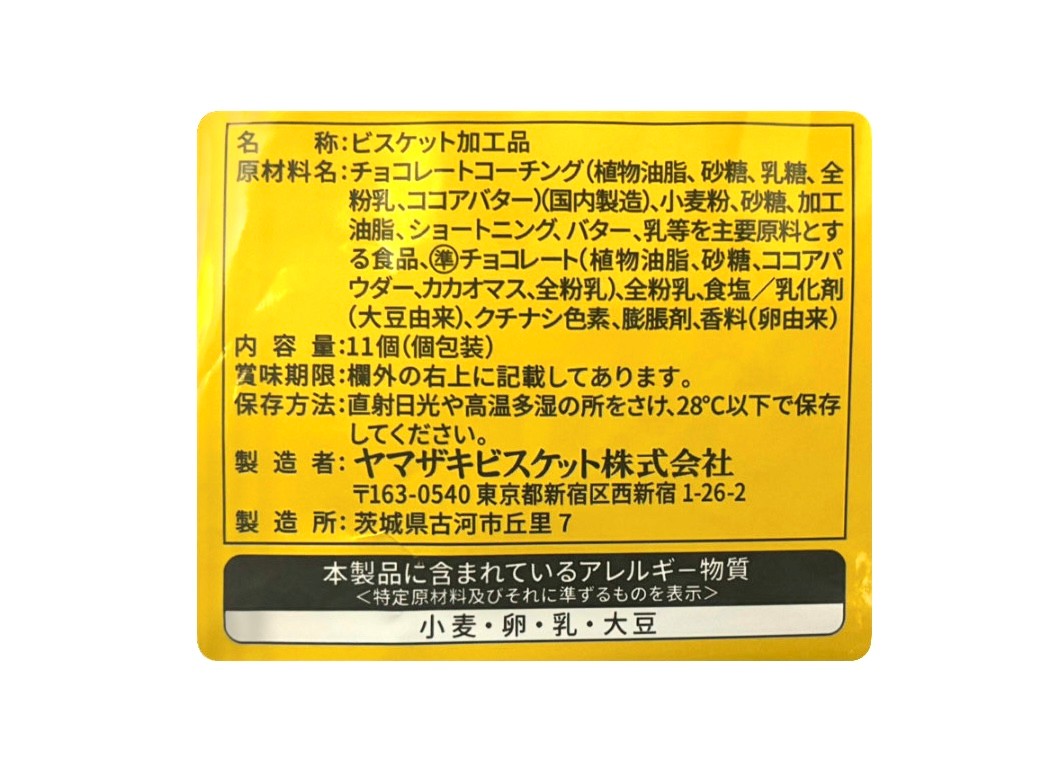 名　称：ビスケット加工品
原材料名：チョコレートコーチング（植物油脂、砂糖、乳糖、全
粉乳、ココアバター）（国内製造）、小麦粉、砂糖、加工
油脂、ショートニング、バター、乳等を主要原料とす
る食品、㊜チョコレート（植物油脂、砂糖、ココアパ
ウダー、カカオマス、全粉乳）、全粉乳、食塩／乳化剤
（大豆由来）、クチナシ色素、膨脹剤、香料（卵由来）
内容量：11個（個包装）
賞味期限：欄外の右上に記載してあります。
保存方法：直射日光や高温多湿の所をさけ、28℃以下で保存
してください。
製造者：ヤマザキビスケット株式会社
〒163-0540 東京都新宿区西新宿 1-26-2
製造所：茨城県古河市丘里 7
本製品に含まれているアレルギー物質
＜特定原材料及びそれに準ずるものを表示＞
小麦・卵・乳・大豆